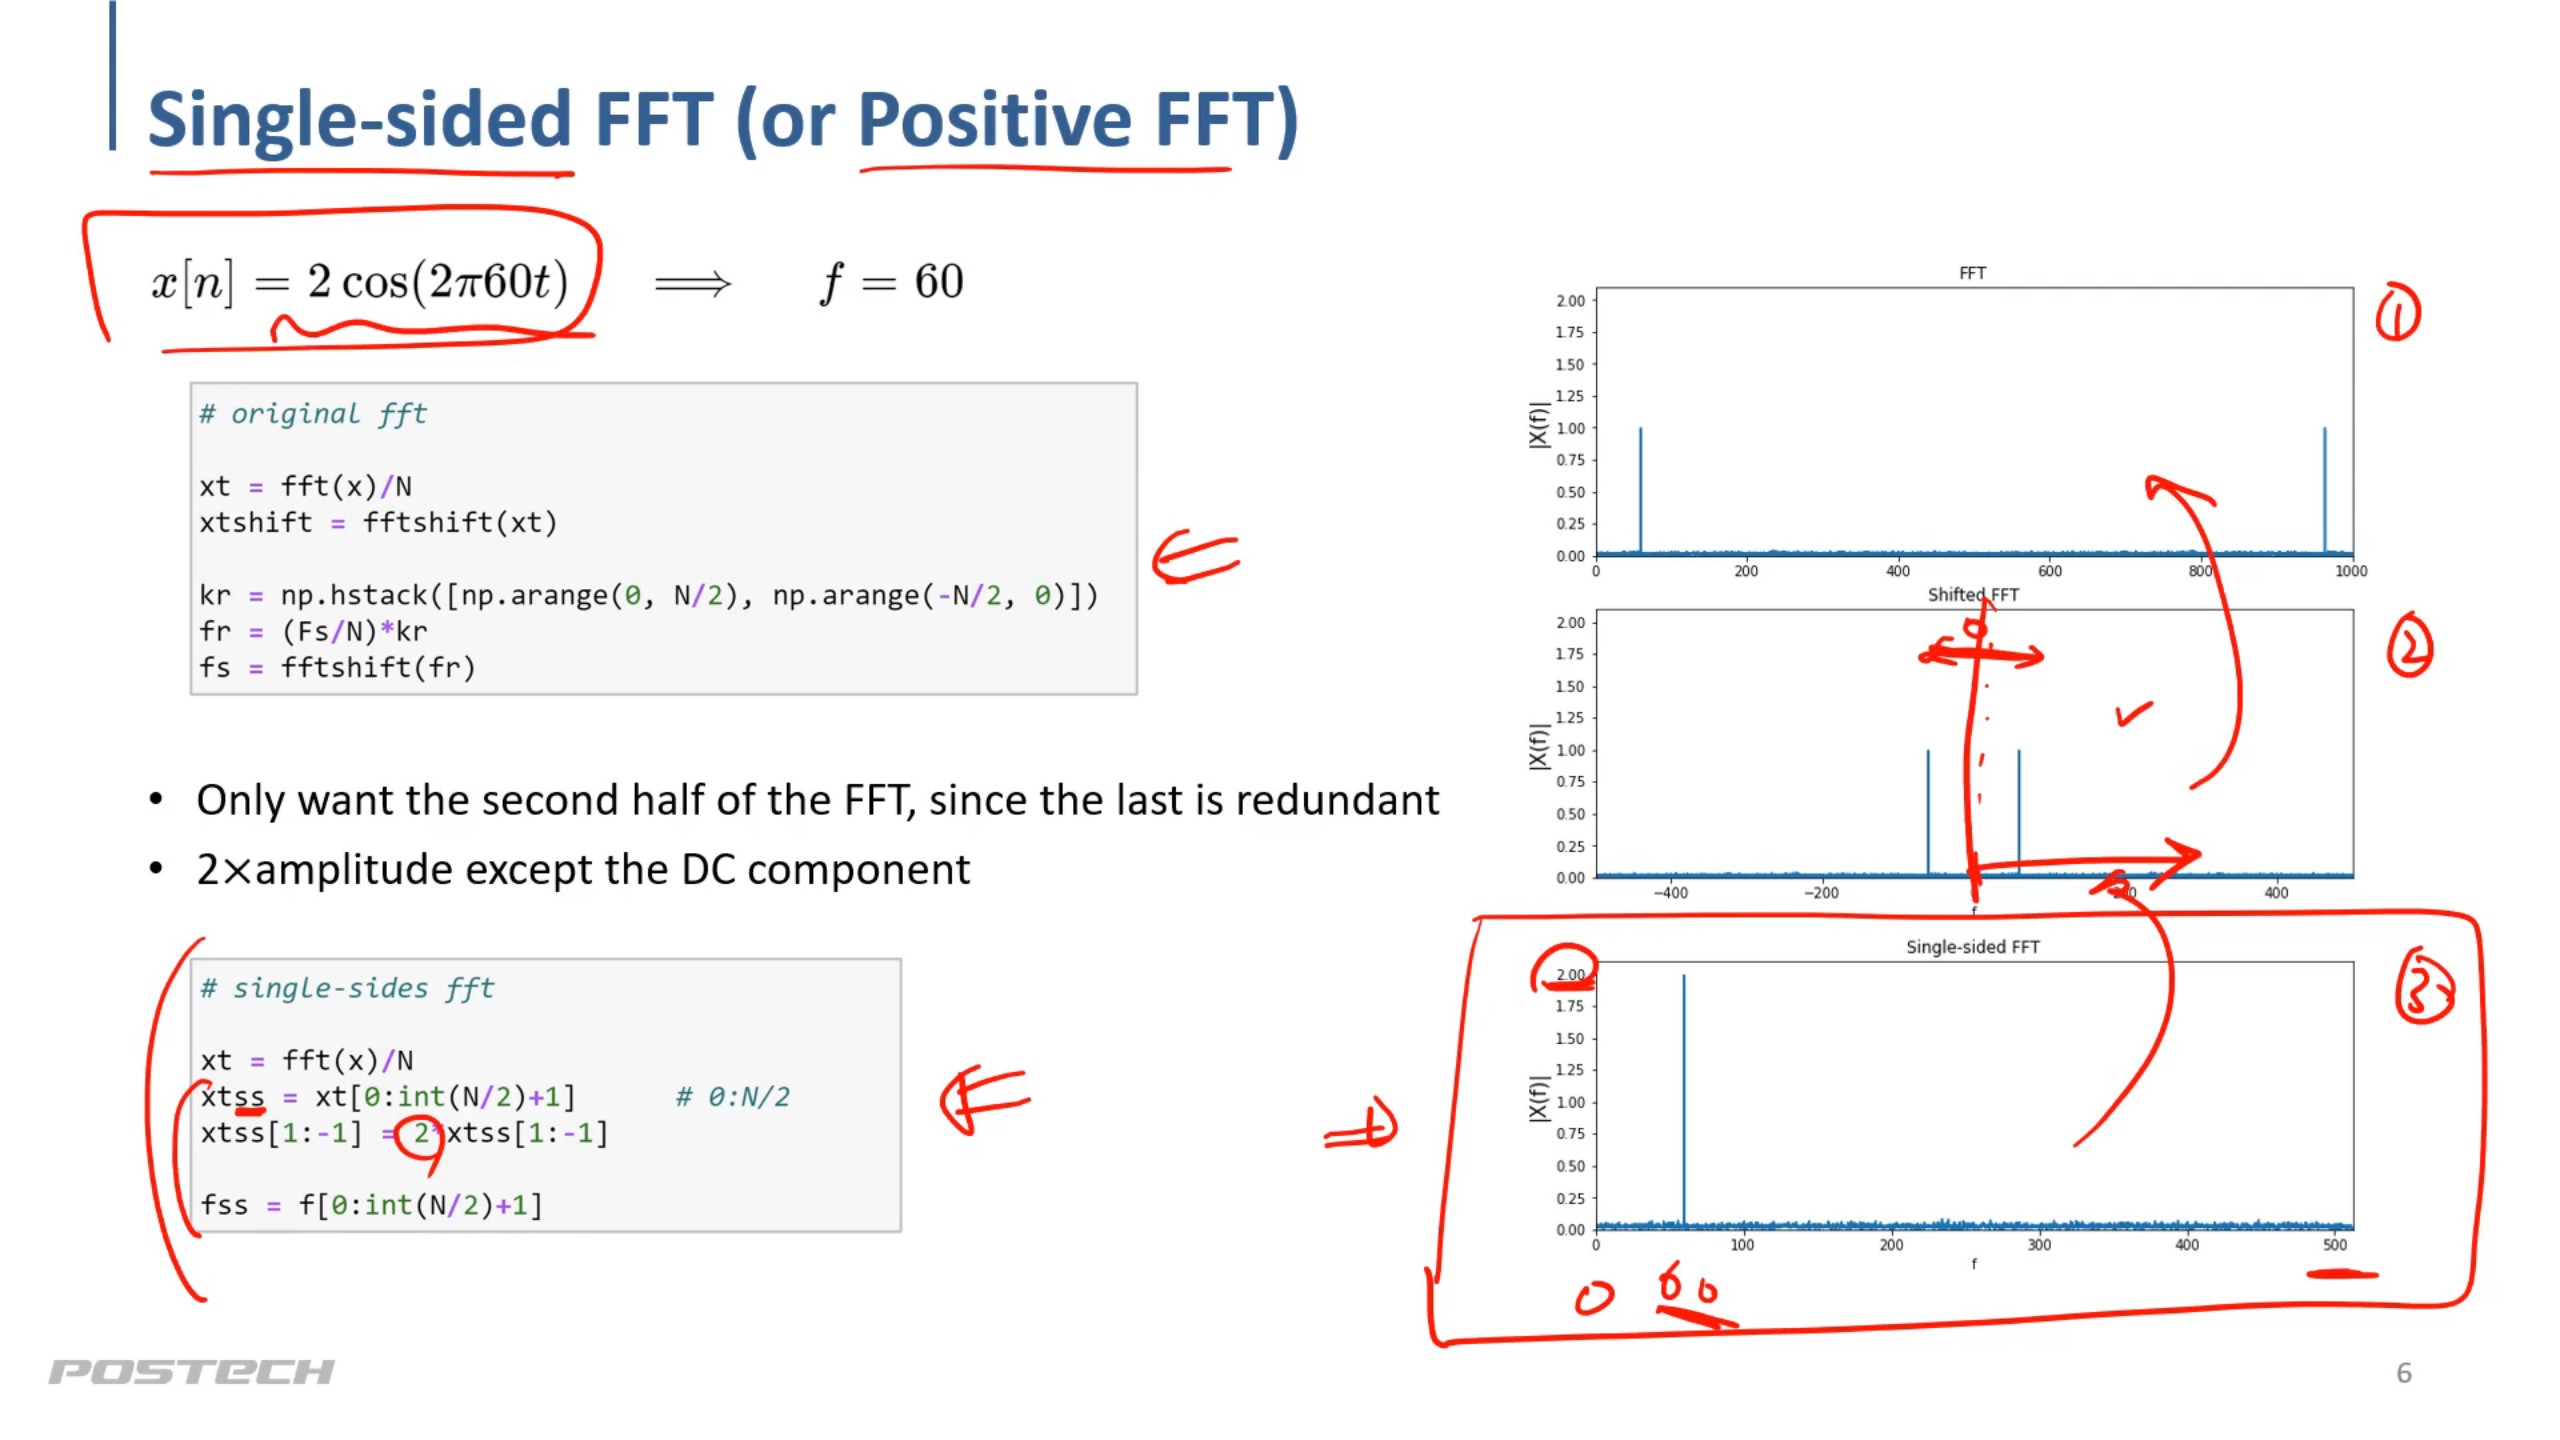 Single-sided FFT (or Positive FFT)
x[n] = 2 cos(2π60t) ⟹ f = 60
# original fft
xt = fft(x)/N
xtshift = fftshift(xt)
kr = np.hstack([np.arange(0, N/2), np.arange(-N/2, 0)])
fr = (Fs/N)*kr
fs = fftshift(fr)
• Only want the second half of the FFT, since the last is redundant
• 2×amplitude except the DC component
# single-sides fft
xt = fft(x)/N
xtss = xt[0:int(N/2)+1] # 0:N/2
xtss[1:-1] = 2*xtss[1:-1]
fss = f[0:int(N/2)+1]
FFT
①
2.00
1.75
1.50
1.25
1.00
0.75
0.50
0.25
0.00
|X(f)|
0 200 400 600 800 1000
Shifted FFT
②
0
2.00
1.75
1.50
1.25
1.00
0.75
0.50
0.25
0.00
|X(f)|
−400 −200 200 400
f
Single-sided FFT
③
2.00
1.75
1.50
1.25
1.00
0.75
0.50
0.25
0.00
|X(f)|
0 100 200 300 400 500
f
0 60
POSTECH
6